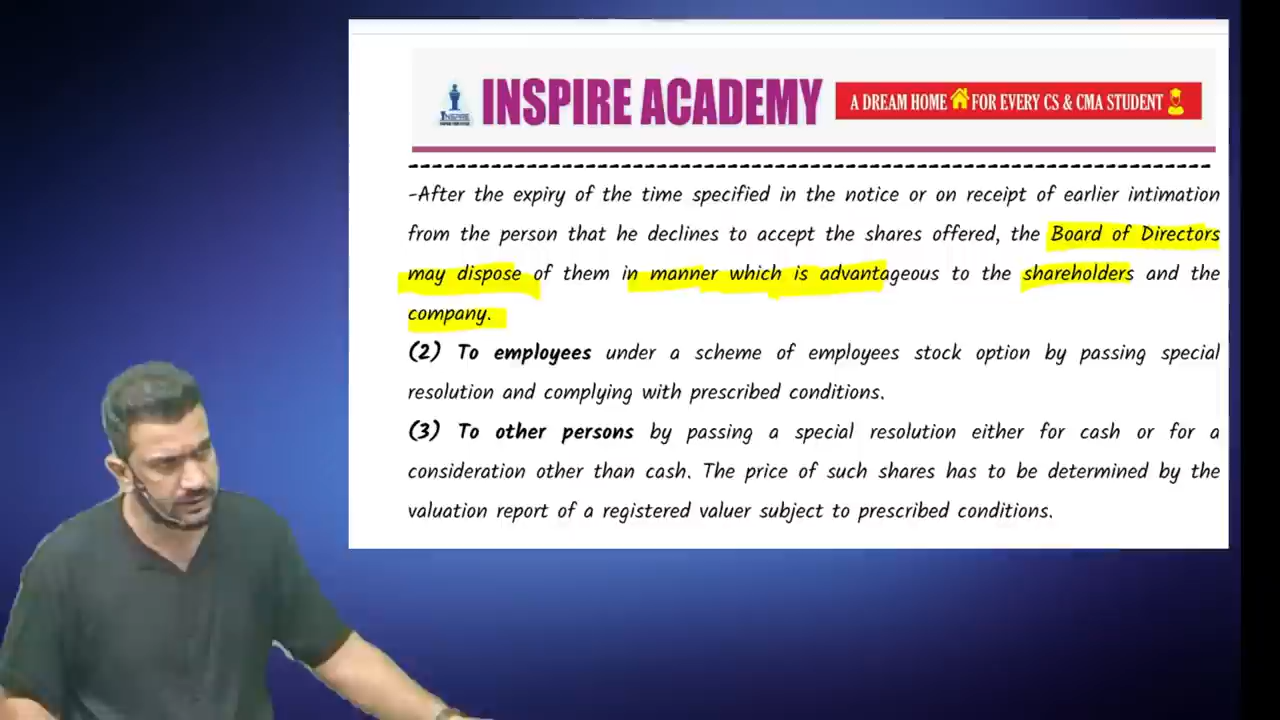 INSPIRE ACADEMY
A DREAM HOME FOR EVERY CS & CMA STUDENT
-After the expiry of the time specified in the notice or on receipt of earlier intimation
from the person that he declines to accept the shares offered, the Board of Directors
may dispose of them in manner which is advantageous to the shareholders and the
company.
(2) To employees under a scheme of employees stock option by passing special
resolution and complying with prescribed conditions.
(3) To other persons by passing a special resolution either for cash or for a
consideration other than cash. The price of such shares has to be determined by the
valuation report of a registered valuer subject to prescribed conditions.